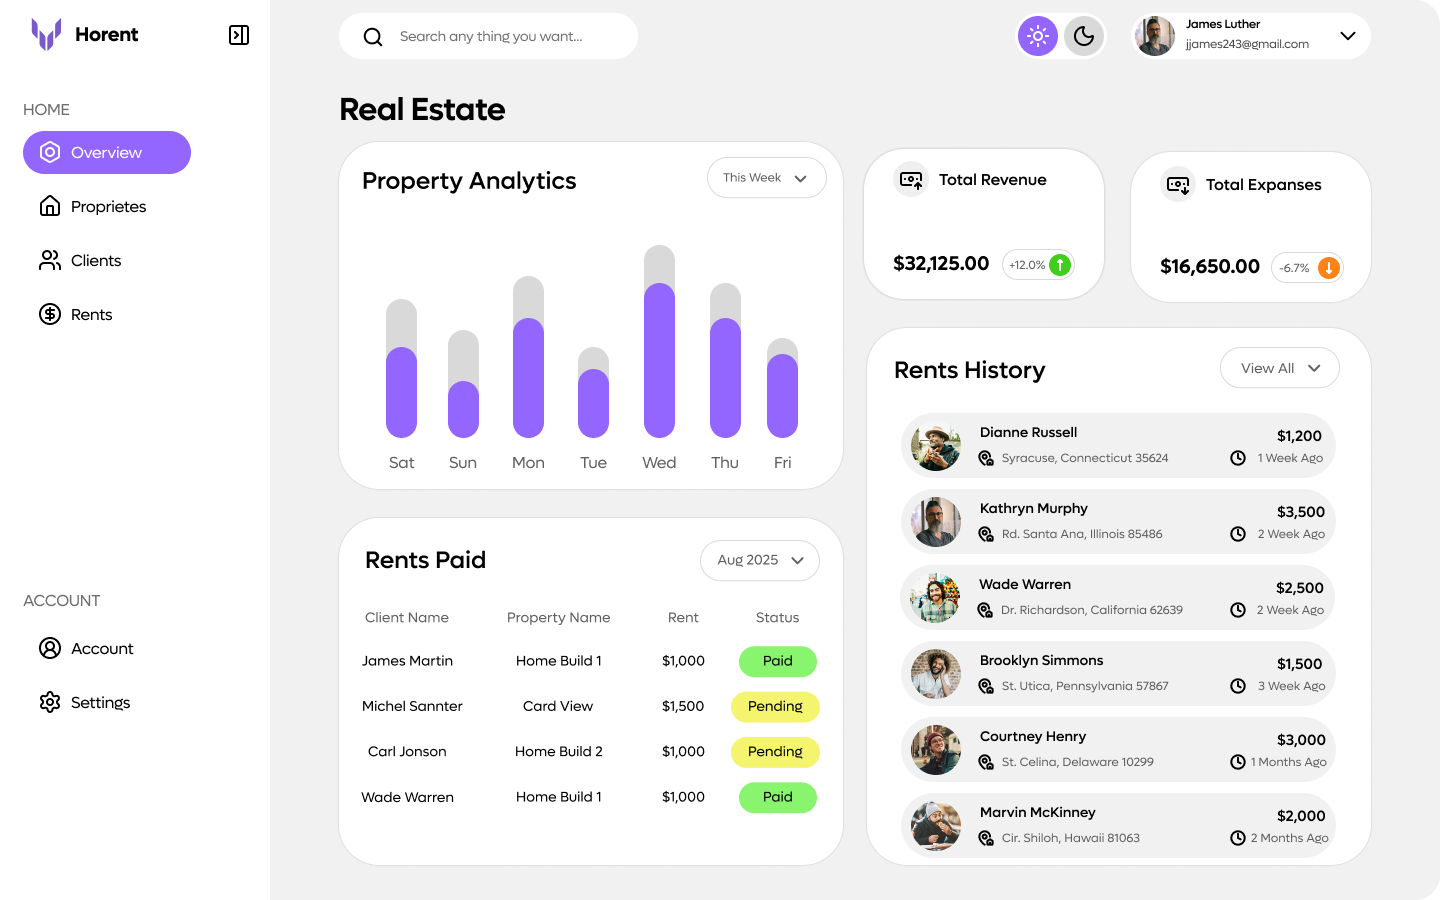 Horent
HOME
Overview
Proprietes
Clients
Rents
ACCOUNT
Account
Settings
Search any thing you want...
James Luther
jjames243@gmail.com
Real Estate
Property Analytics
This Week
Sat Sun Mon Tue Wed Thu Fri
Total Revenue
$32,125.00 +12.0%
Total Expanses
$16,650.00 -6.7%
Rents Paid
Aug 2025
Client Name Property Name Rent Status
James Martin Home Build 1 $1,000 Paid
Michel Sannter Card View $1,500 Pending
Carl Jonson Home Build 2 $1,000 Pending
Wade Warren Home Build 1 $1,000 Paid
Rents History
View All
Dianne Russell $1,200
Syracuse, Connecticut 35624 1 Week Ago
Kathryn Murphy $3,500
Rd. Santa Ana, Illinois 85486 2 Week Ago
Wade Warren $2,500
Dr. Richardson, California 62639 2 Week Ago
Brooklyn Simmons $1,500
St. Utica, Pennsylvania 57867 3 Week Ago
Courtney Henry $3,000
St. Celina, Delaware 10299 1 Months Ago
Marvin McKinney $2,000
Cir. Shiloh, Hawaii 81063 2 Months Ago